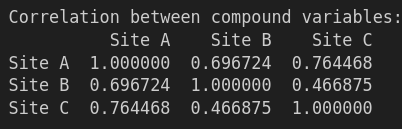 Correlation between compound variables:
Site A Site B Site C
Site A 1.000000 0.696724 0.764468
Site B 0.696724 1.000000 0.466875
Site C 0.764468 0.466875 1.000000